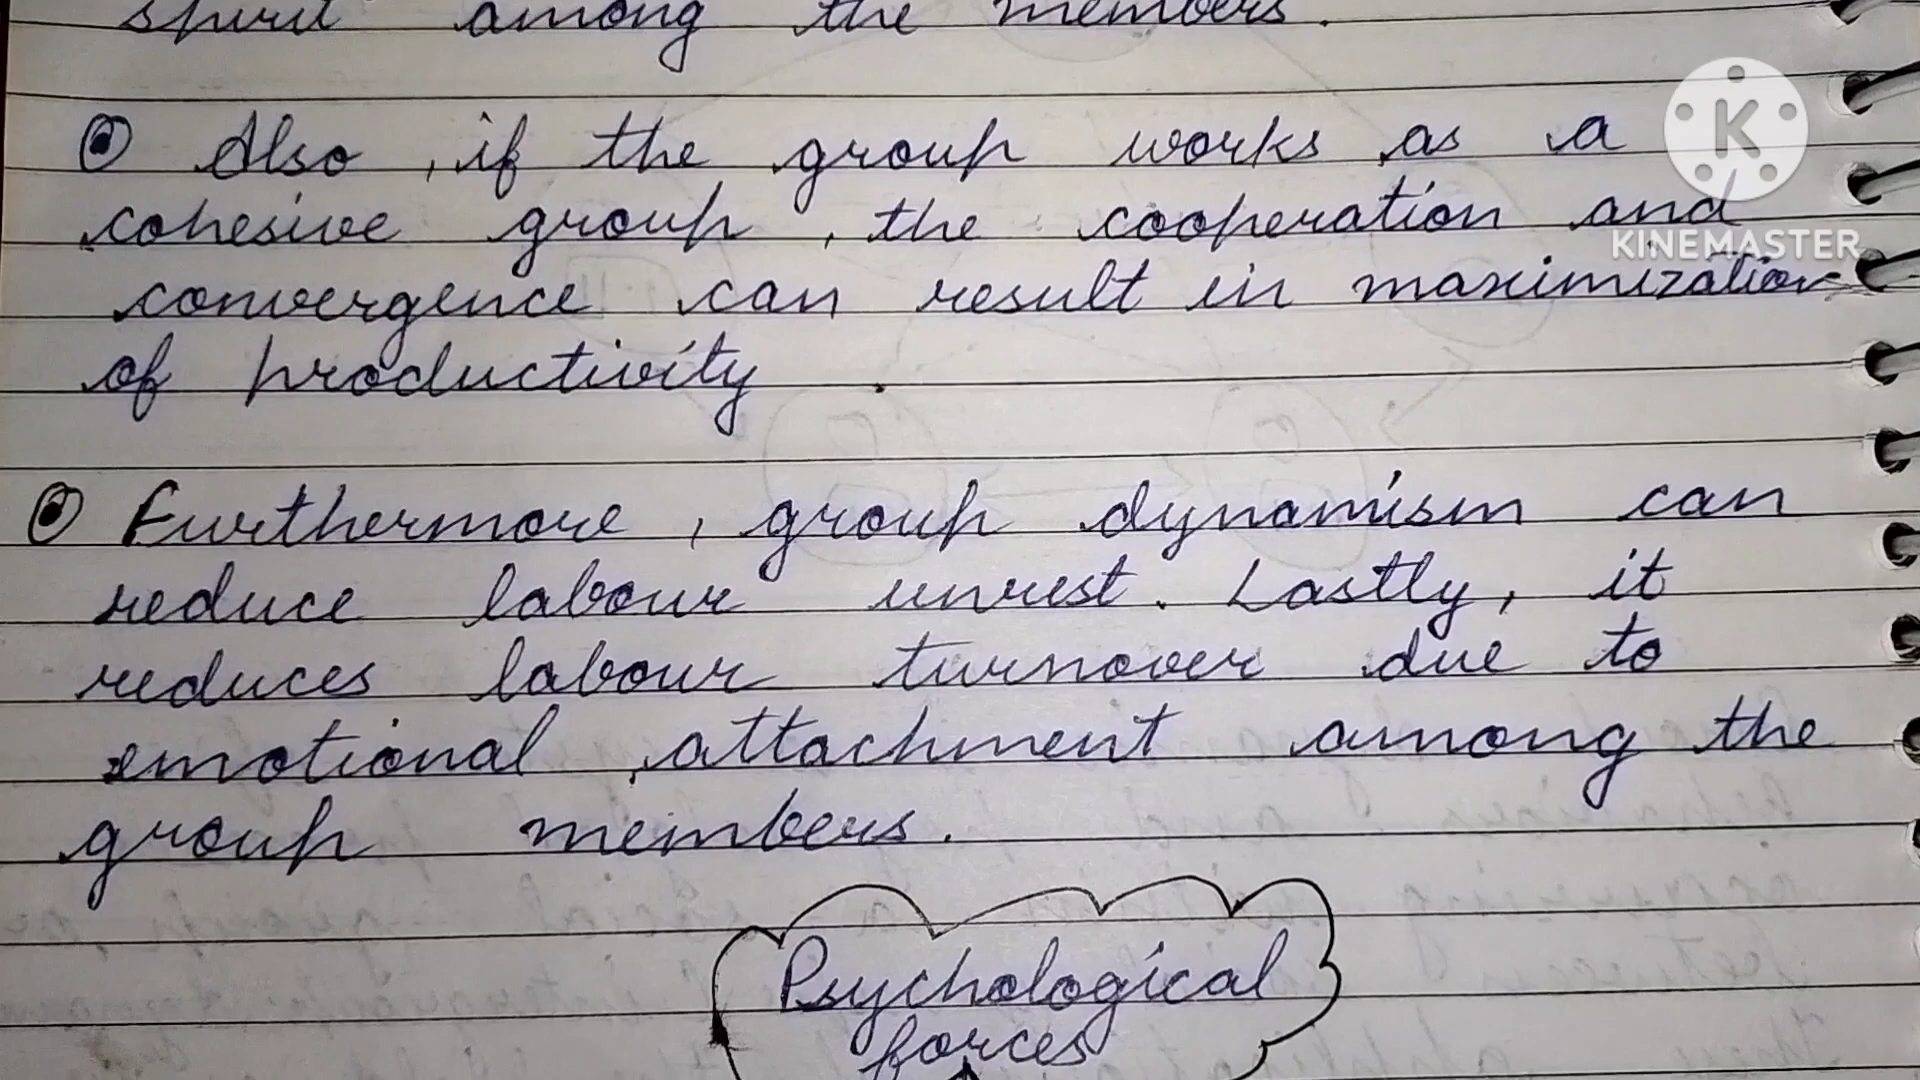 spirit among the members.
Also, if the group works as a
cohesive group, the cooperation and
convergence can result in maximization
of productivity.
Furthermore, group dynamism can
reduce labour unrest. Lastly, it
reduces labour turnover due to
emotional attachment among the
group members.
Psychological
forces
K
KINEMASTER